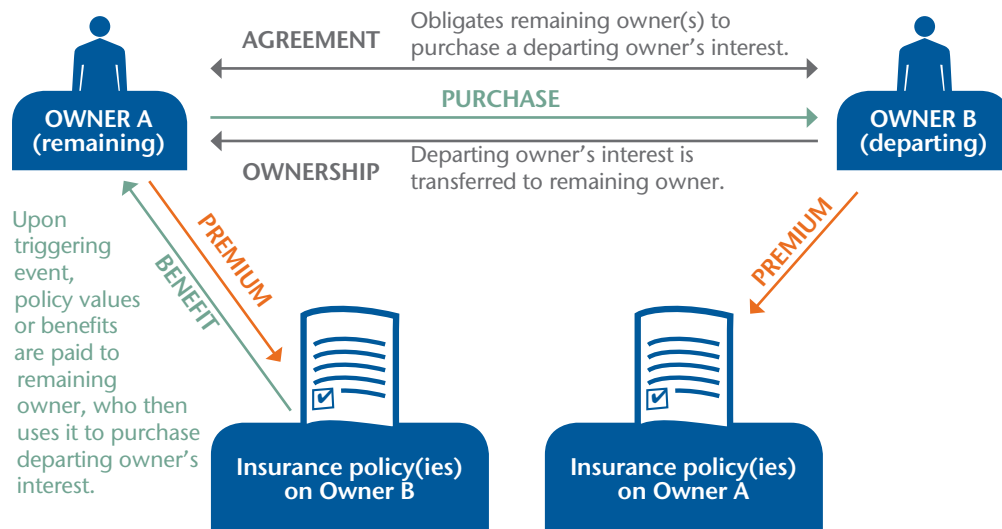 AGREEMENT
Obligates remaining owner(s) to
purchase a departing owner's interest.
OWNER A
(remaining)
PURCHASE
OWNER B
(departing)
OWNERSHIP
Departing owner's interest is
transferred to remaining owner.
Upon
triggering
event,
policy values
or benefits
are paid to
remaining
owner, who then
uses it to purchase
departing owner's
interest.
PREMIUM
BENEFIT
PREMIUM
Insurance policy(ies)
on Owner B
Insurance policy(ies)
on Owner A